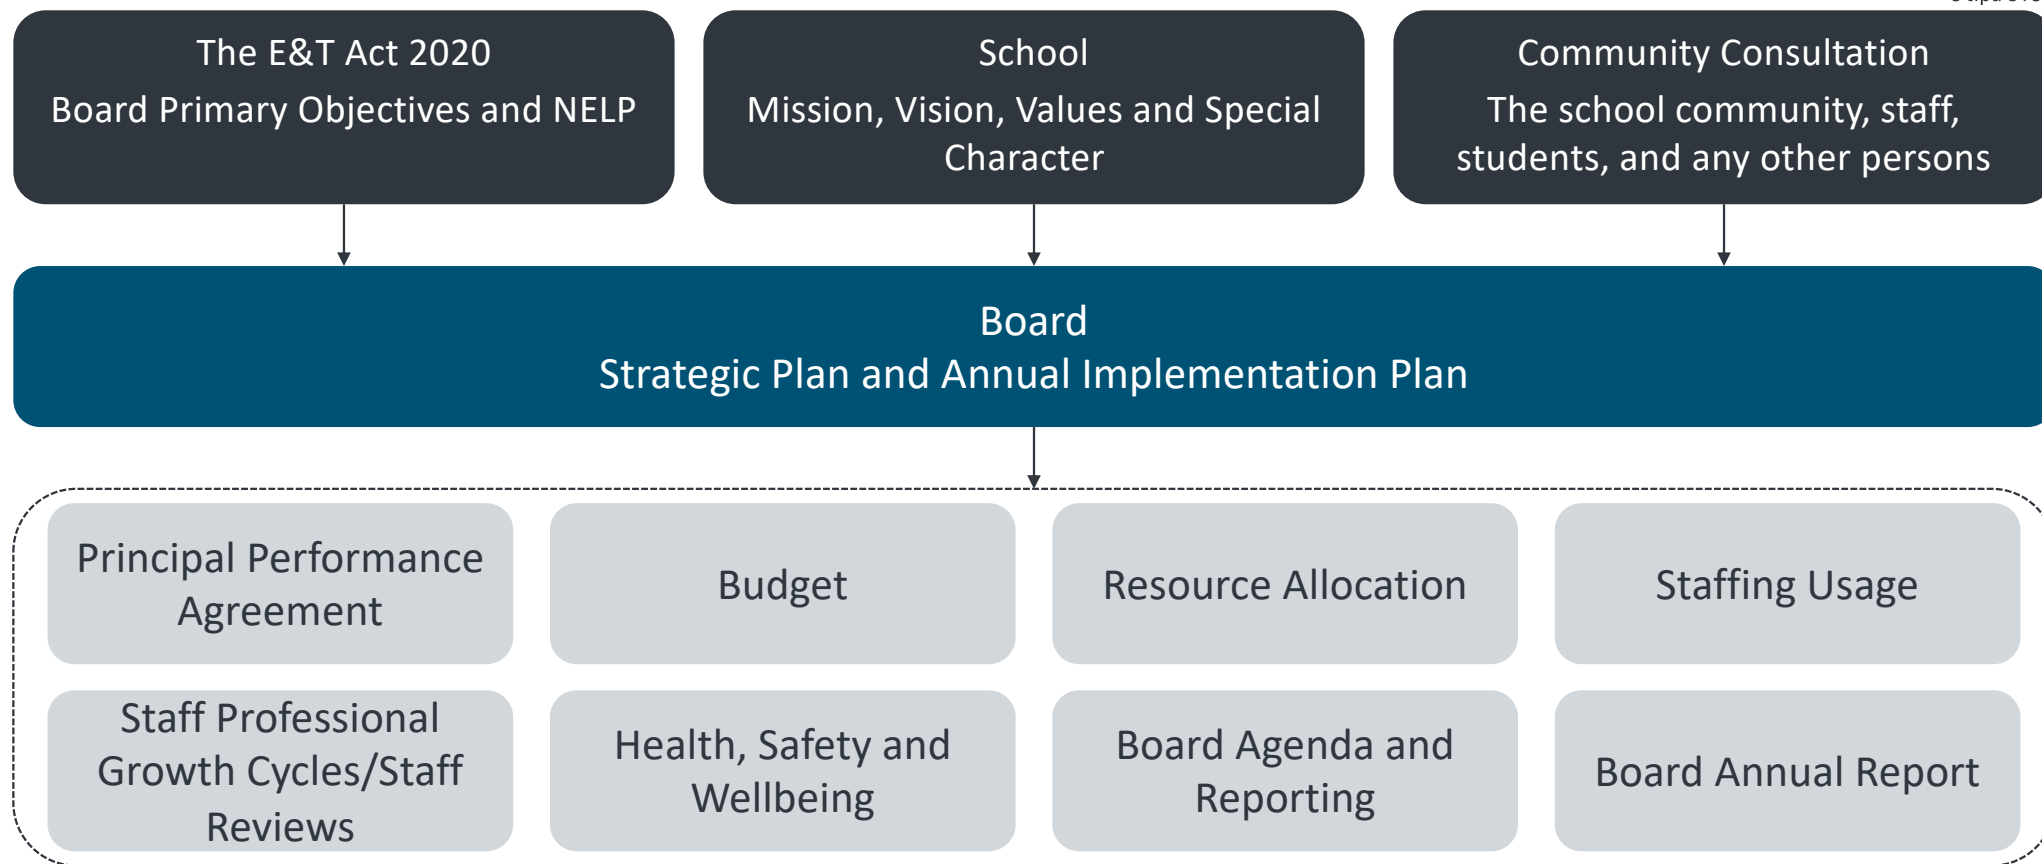 The E&T Act 2020
Board Primary Objectives and NELP
School
Mission, Vision, Values and Special
Character
Community Consultation
The school community, staff,
students, and any other persons
Board
Strategic Plan and Annual Implementation Plan
Principal Performance
Agreement
Budget
Resource Allocation
Staffing Usage
Staff Professional
Growth Cycles/Staff
Reviews
Health, Safety and
Wellbeing
Board Agenda and
Reporting
Board Annual Report